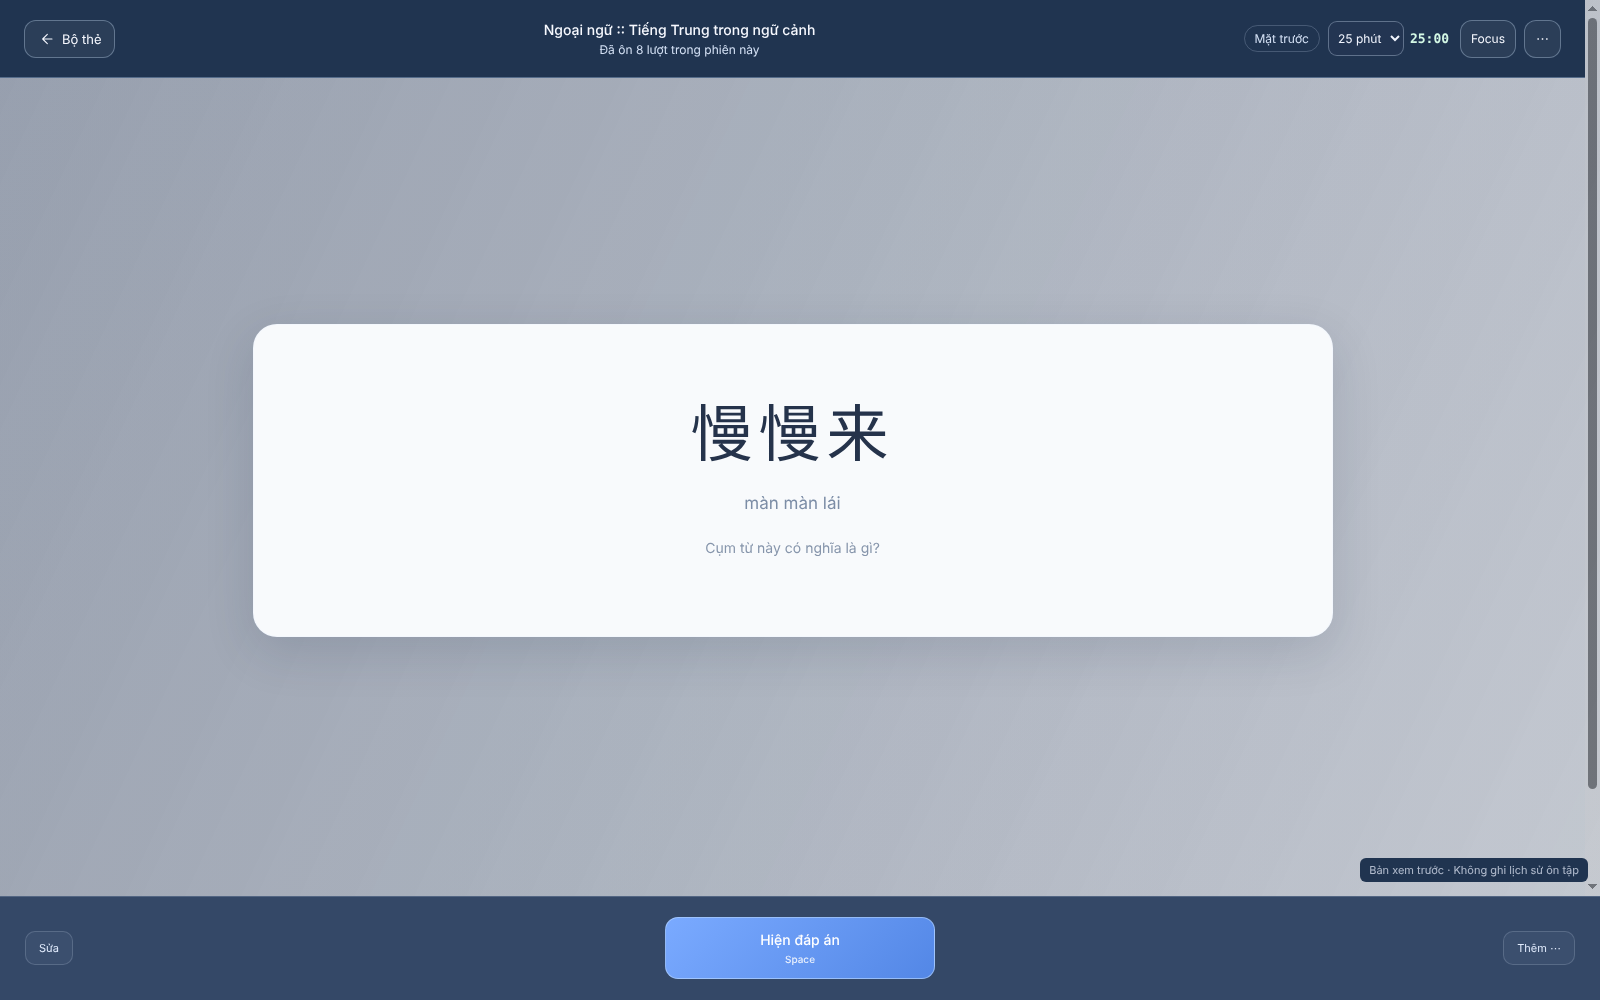 ← Bộ thẻ
Ngoại ngữ :: Tiếng Trung trong ngữ cảnh
Đã ôn 8 lượt trong phiên này
Mặt trước
25 phút
25:00
Focus
⋯
慢慢来
màn màn lái
Cụm từ này có nghĩa là gì?
Bản xem trước · Không ghi lịch sử ôn tập
Sửa
Hiện đáp án
Space
Thêm ⋯